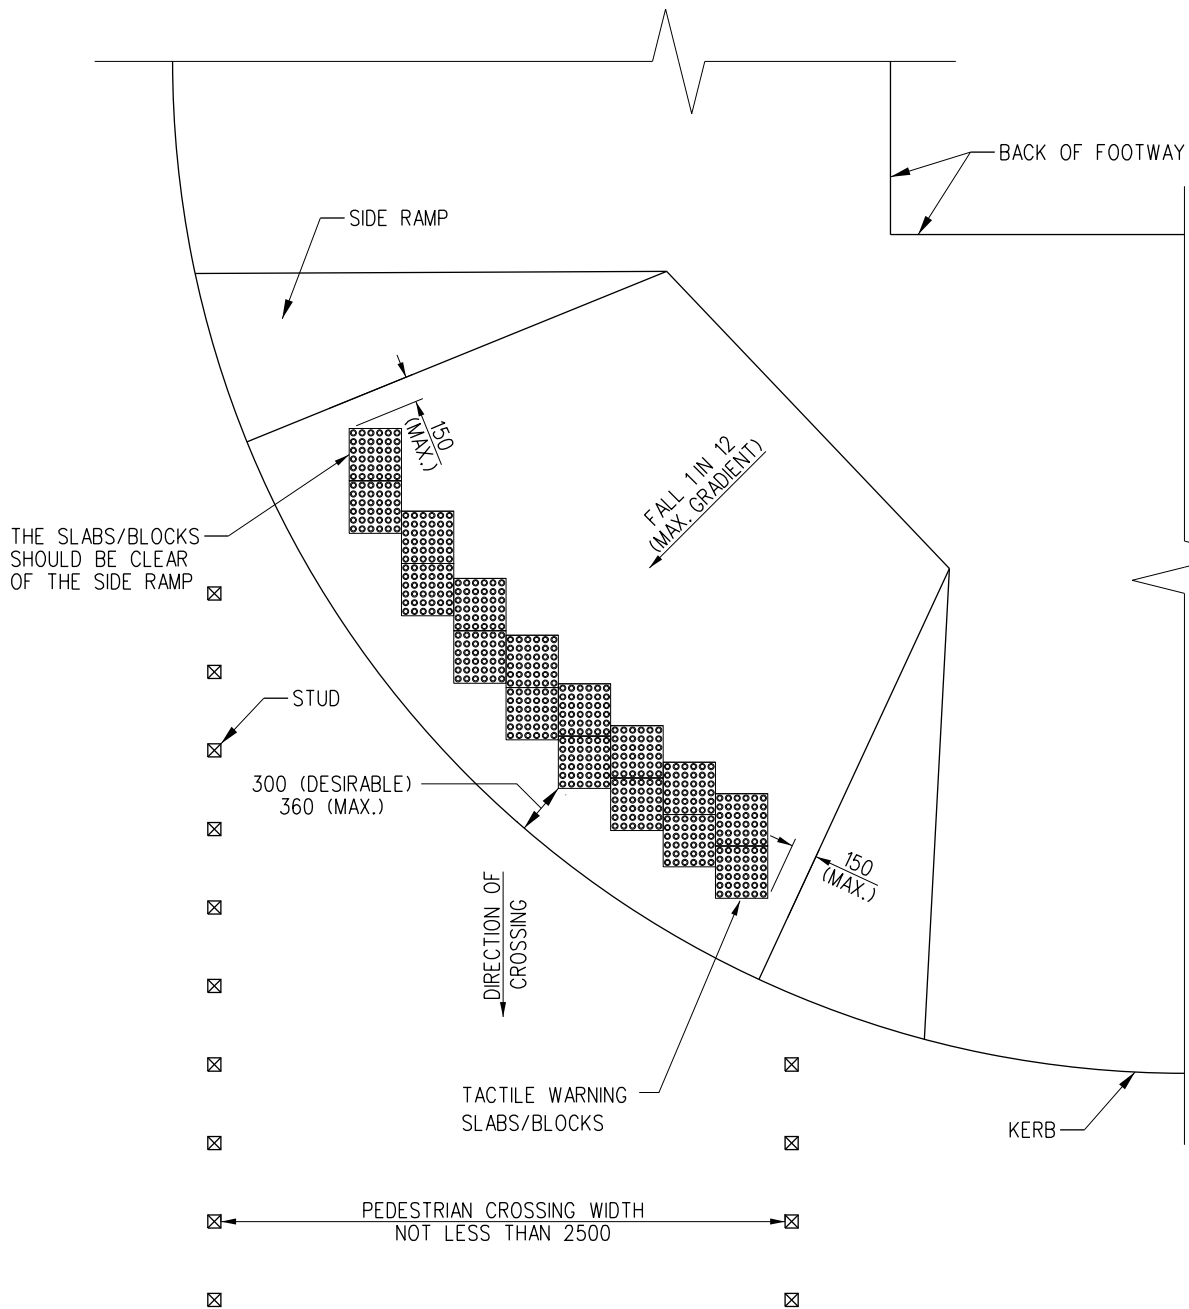 BACK OF FOOTWAY
SIDE RAMP
150
(MAX.)
FALL 1 IN 12
(MAX. GRADIENT)
THE SLABS/BLOCKS
SHOULD BE CLEAR
OF THE SIDE RAMP
STUD
300 (DESIRABLE)
360 (MAX.)
150
(MAX.)
DIRECTION OF
CROSSING
TACTILE WARNING
SLABS/BLOCKS
KERB
PEDESTRIAN CROSSING WIDTH
NOT LESS THAN 2500